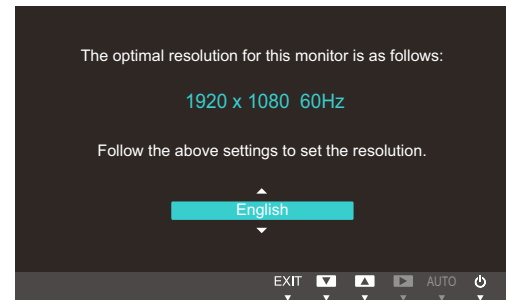 The optimal resolution for this monitor is as follows:
1920 x 1080 60Hz
Follow the above settings to set the resolution.
English
EXIT AUTO